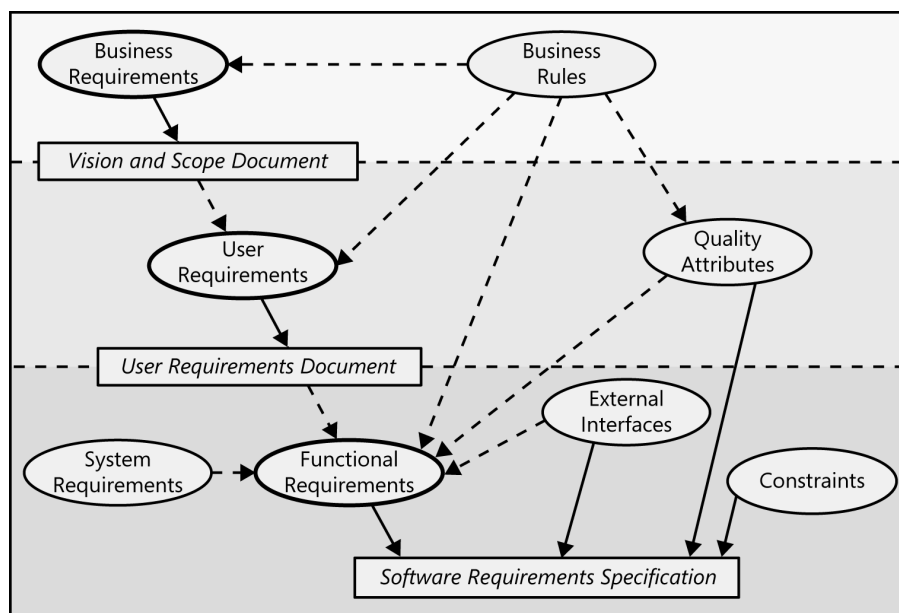 Business
Requirements
Business
Rules
Vision and Scope Document
User
Requirements
Quality
Attributes
User Requirements Document
External
Interfaces
System
Requirements
Functional
Requirements
Constraints
Software Requirements Specification